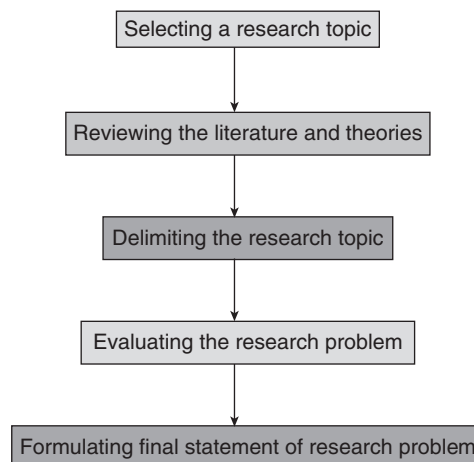 Selecting a research topic
Reviewing the literature and theories
Delimiting the research topic
Evaluating the research problem
Formulating final statement of research problem